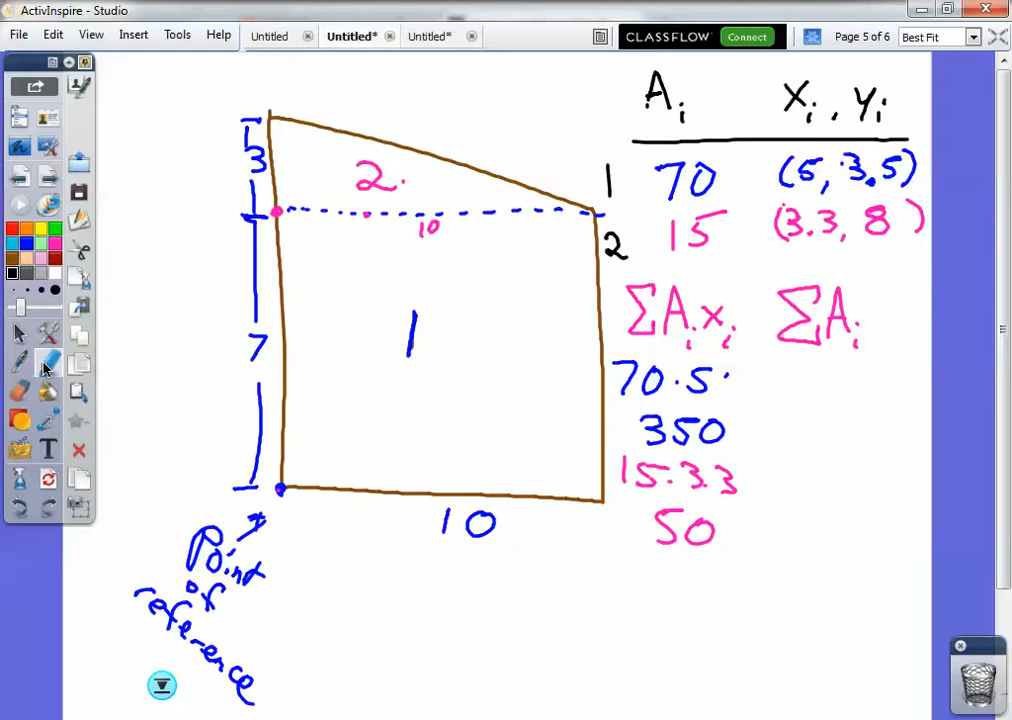 ActivInspire - Studio
File Edit View Insert Tools Help
Untitled Untitled* Untitled*
CLASSFLOW Connect
Page 5 of 6
Best Fit
3
2.
10
1
7
10
Point
of
reference
Ai xi, yi
1 70 (5, 3.5)
2 15 (3.3, 8)
ΣAixi ΣAi
70·5·
350
15·3.3
50
T